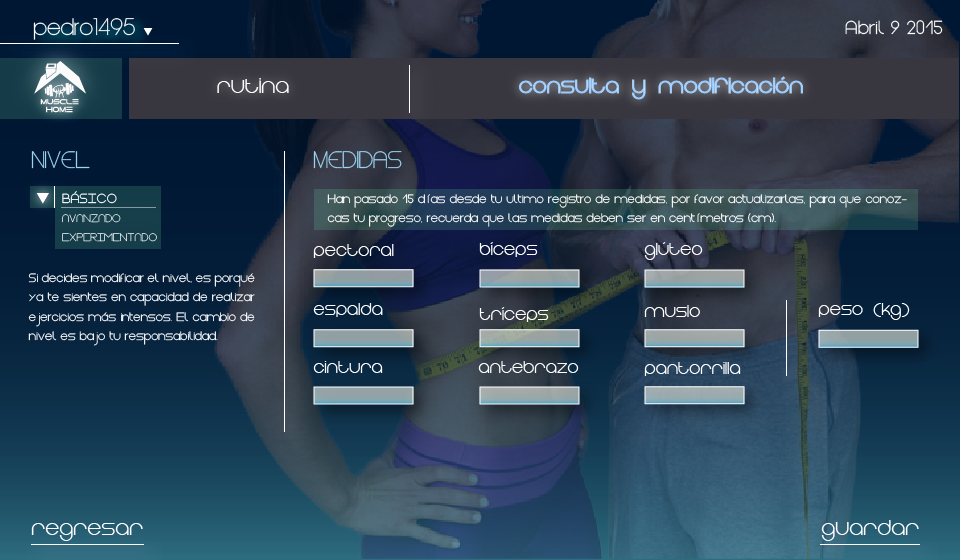 pedro1495
Abril 9 2015
MUSCLE
HOME
rutina
consulta y modificación
NIVEL
BÁSICO
AVANZADO
EXPERIMENTADO
Si decides modificar el nivel, es porqué
ya te sientes en capacidad de realizar
ejercicios más intensos. El cambio de
nivel es bajo tu responsabilidad.
MEDIDAS
Han pasado 15 días desde tu ultimo registro de medidas, por favor actualizarlas, para que conoz-
cas tu progreso, recuerda que las medidas deben ser en centímetros (cm).
pectoral
bíceps
glúteo
espalda
tríceps
muslo
peso (kg)
cintura
antebrazo
pantorrilla
regresar
guardar